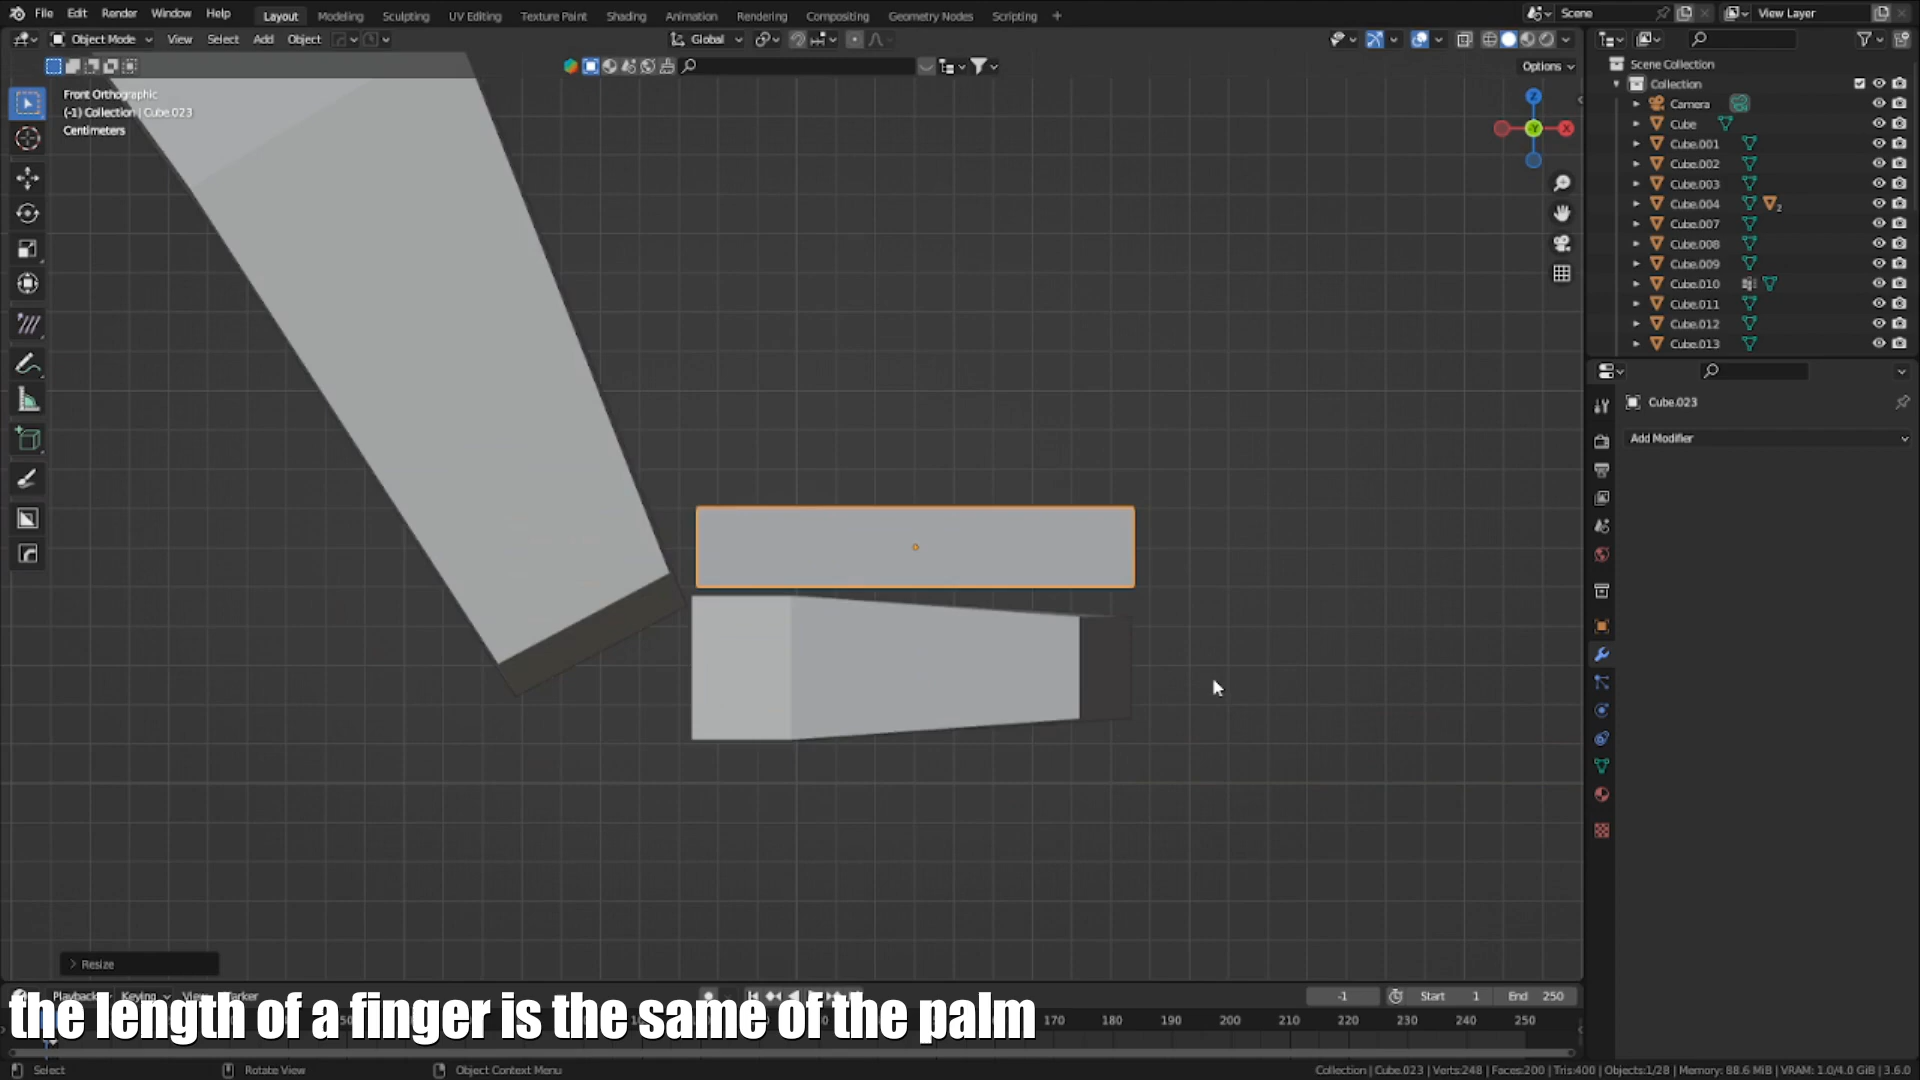 File Edit Render Window Help Layout Modeling Sculpting UV Editing Texture Paint Shading Animation Rendering Compositing Geometry Nodes Scripting + Scene View Layer
Object Mode View Select Add Object Global
Options
Front Orthographic
(-1) Collection | Cube.023
Centimeters
Z
Y
X
Scene Collection
Collection
Camera
Cube
Cube.001
Cube.002
Cube.003
Cube.004 2
Cube.007
Cube.008
Cube.009
Cube.010
Cube.011
Cube.012
Cube.013
Cube.023
Add Modifier
Resize
Playback Keying View Marker
-1 Start 1 End 250
the length of a finger is the same of the palm
170 180 190 200 210 220 230 240 250
Select Rotate View Object Context Menu
Collection | Cube.023 | Verts:248 | Faces:200 | Tris:400 | Objects:1/28 | Memory: 88.6 MiB | VRAM: 1.0/4.0 GiB | 3.6.0